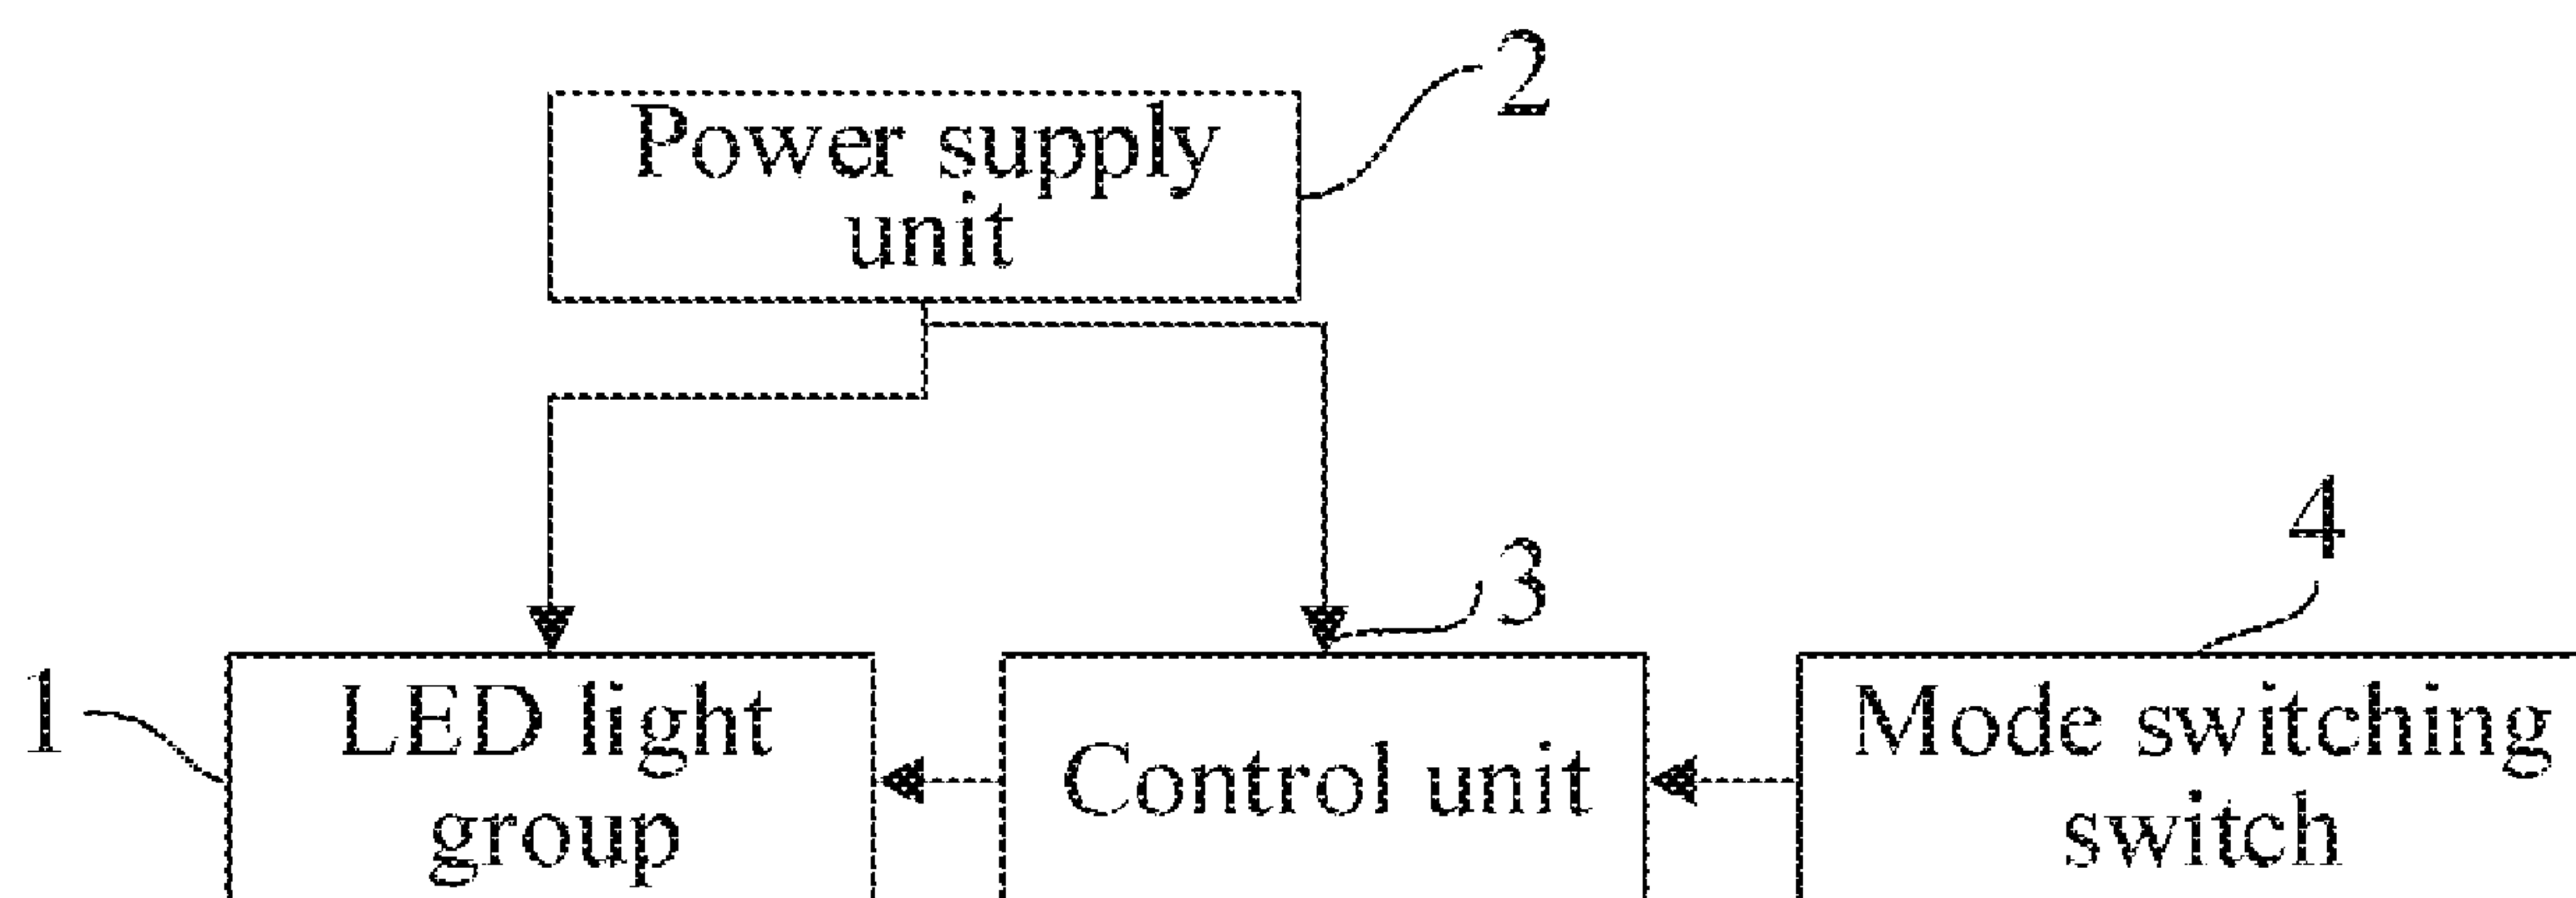 2
Power supply
unit
3
4
1
LED light
group
Control unit
Mode switching
switch